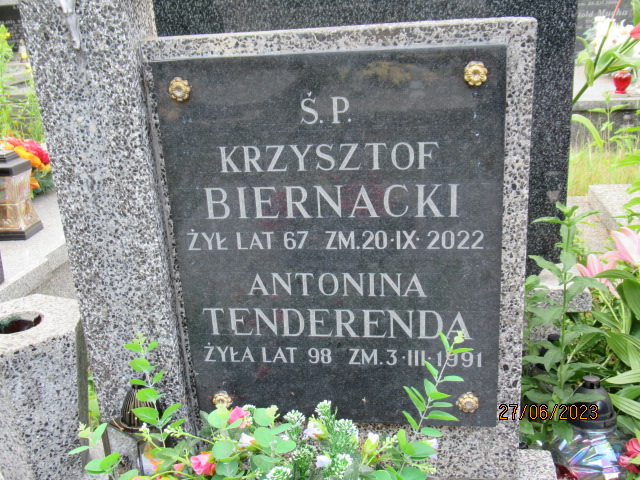 Ś.P.
KRZYSZTOF
BIERNACKI
ŻYŁ LAT 67 ZM.20·IX·2022
ANTONINA
TENDERENDA
ŻYŁA LAT 98 ZM.3·III·1991
27/06/2023